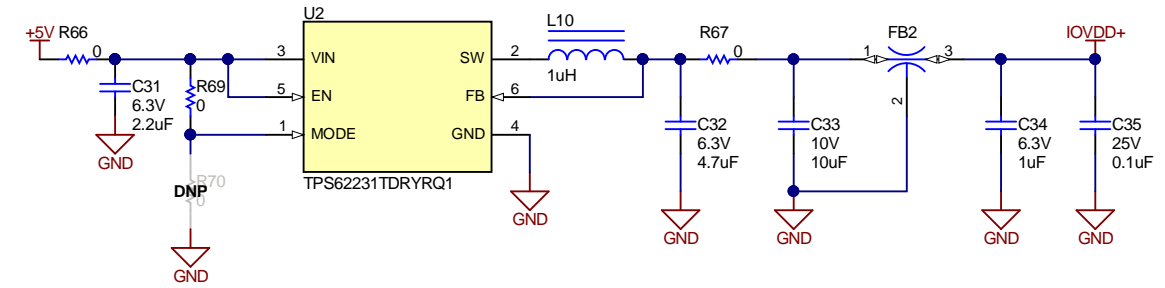 U2
+5V R66
0
L10
R67
0
FB2
IOVDD+
3 VIN
SW 2
1uH
1
3
C31
6.3V
2.2uF
R69
0
5 EN
FB 6
2
1 MODE
GND 4
C32
6.3V
4.7uF
C33
10V
10uF
C34
6.3V
1uF
C35
25V
0.1uF
GND
TPS62231TDRYRQ1
R70
DNP
0
GND
GND
GND
GND
GND
GND